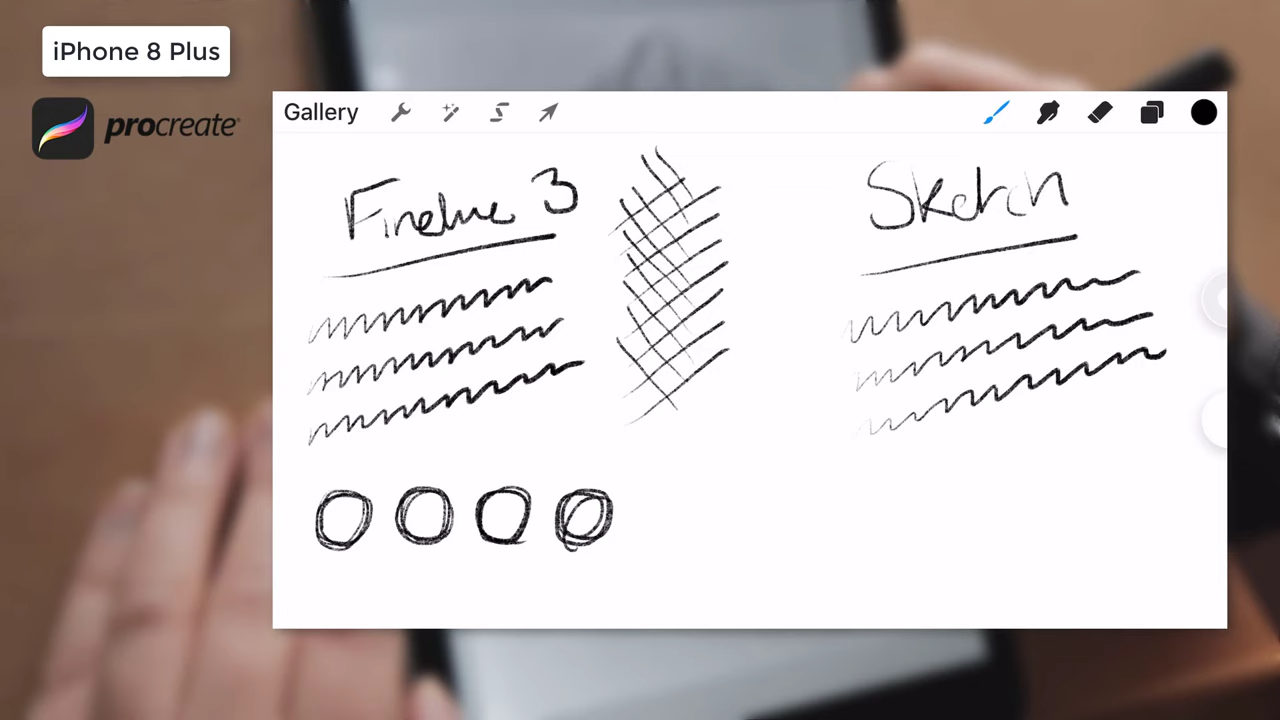 iPhone 8 Plus
procreate
Gallery
Fineline 3
Sketch